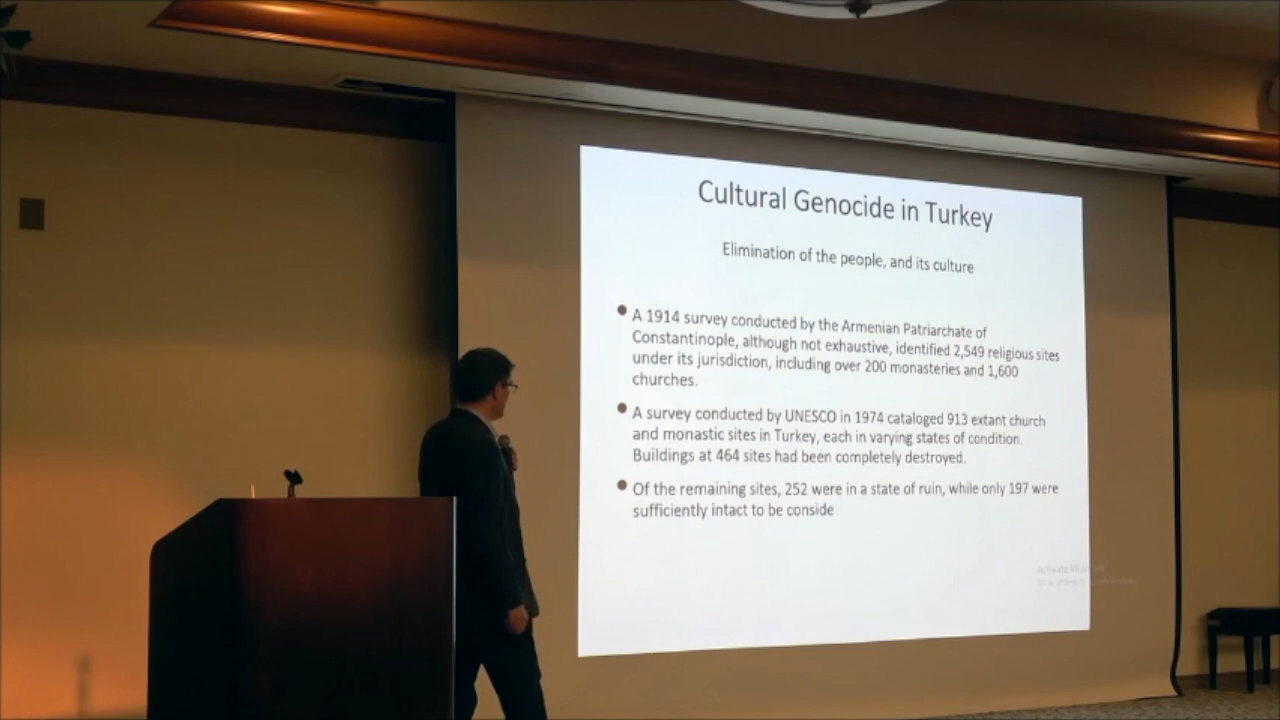 Cultural Genocide in Turkey
Elimination of the people, and its culture
A 1914 survey conducted by the Armenian Patriarchate of
Constantinople, although not exhaustive, identified 2,549 religious sites
under its jurisdiction, including over 200 monasteries and 1,600
churches.
A survey conducted by UNESCO in 1974 cataloged 913 extant church
and monastic sites in Turkey, each in varying states of condition.
Buildings at 464 sites had been completely destroyed.
Of the remaining sites, 252 were in a state of ruin, while only 197 were
sufficiently intact to be conside
Activate